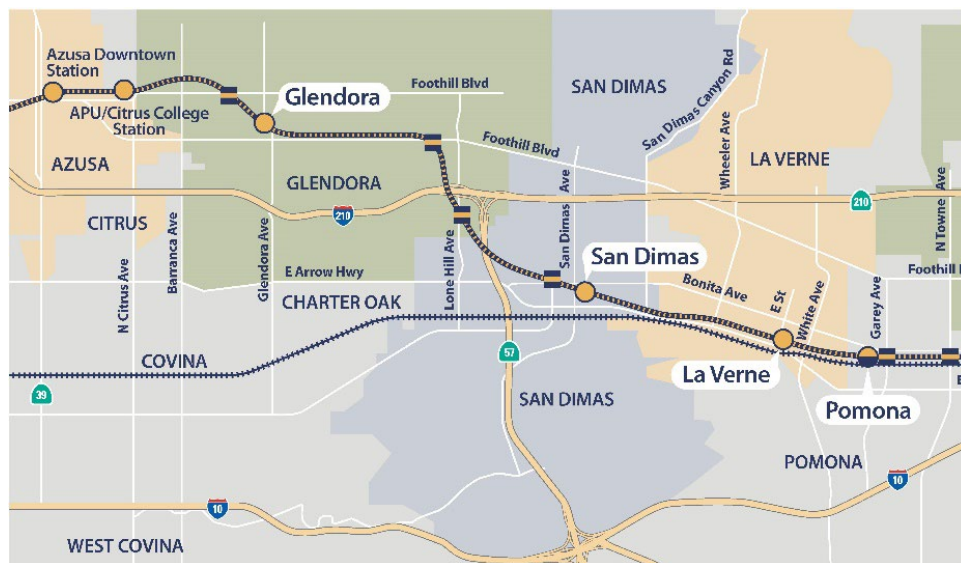 Azusa Downtown
Station
APU/Citrus College
Station
AZUSA
Glendora
Foothill Blvd
SAN DIMAS
San Dimas Canyon Rd
Foothill Blvd
Wheeler Ave
LA VERNE
GLENDORA
210
210
CITRUS
N Citrus Ave
Barranca Ave
Glendora Ave
E Arrow Hwy
CHARTER OAK
Lone Hill Ave
San Dimas Ave
San Dimas
Bonita Ave
E St
White Ave
Garey Ave
N Towne Ave
Foothill
COVINA
39
57
SAN DIMAS
La Verne
Pomona
POMONA
10
10
WEST COVINA